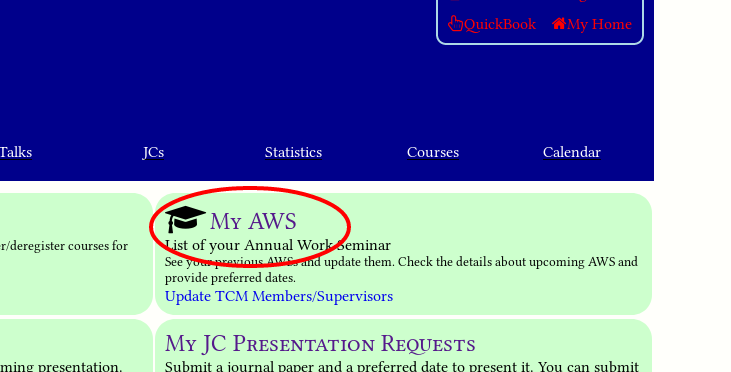 QuickBook My Home
Talks JCs Statistics Courses Calendar
My AWS
List of your Annual Work Seminar
er/deregister courses for
See your previous AWSs and update them. Check the details about upcoming AWS and
provide preferred dates.
Update TCM Members/Supervisors
My JC Presentation Requests
ming presentation.
Submit a journal paper and a preferred date to present it. You can submit